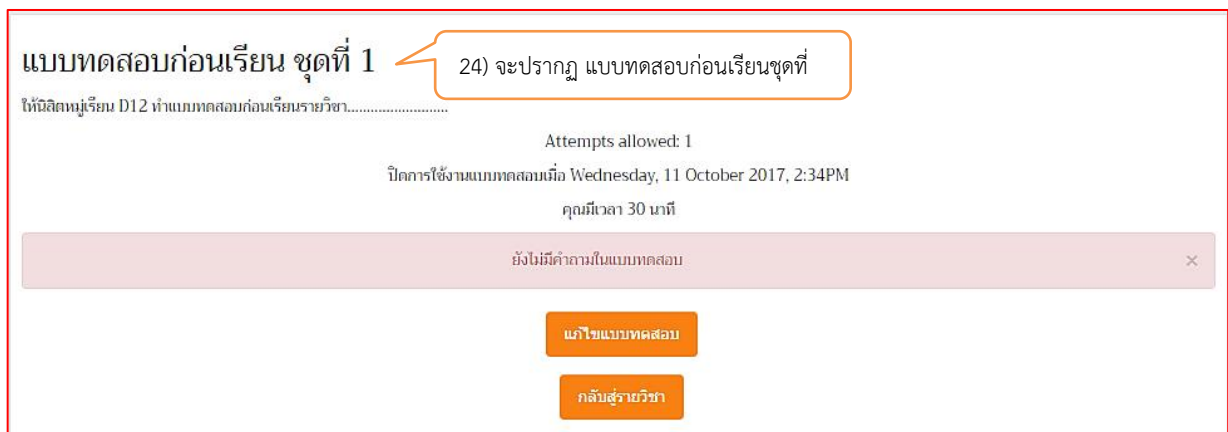 แบบทดสอบก่อนเรียน ชุดที่ 1
24) จะปรากฏ แบบทดสอบก่อนเรียนชุดที่
ให้นิสิตหมู่เรียน D12 ทำแบบทดสอบก่อนเรียนรายวิชา...........................
Attempts allowed: 1
ปิดการใช้งานแบบทดสอบเมื่อ Wednesday, 11 October 2017, 2:34PM
คุณมีเวลา 30 นาที
ยังไม่มีคำถามในแบบทดสอบ ×
แก้ไขแบบทดสอบ
กลับสู่รายวิชา